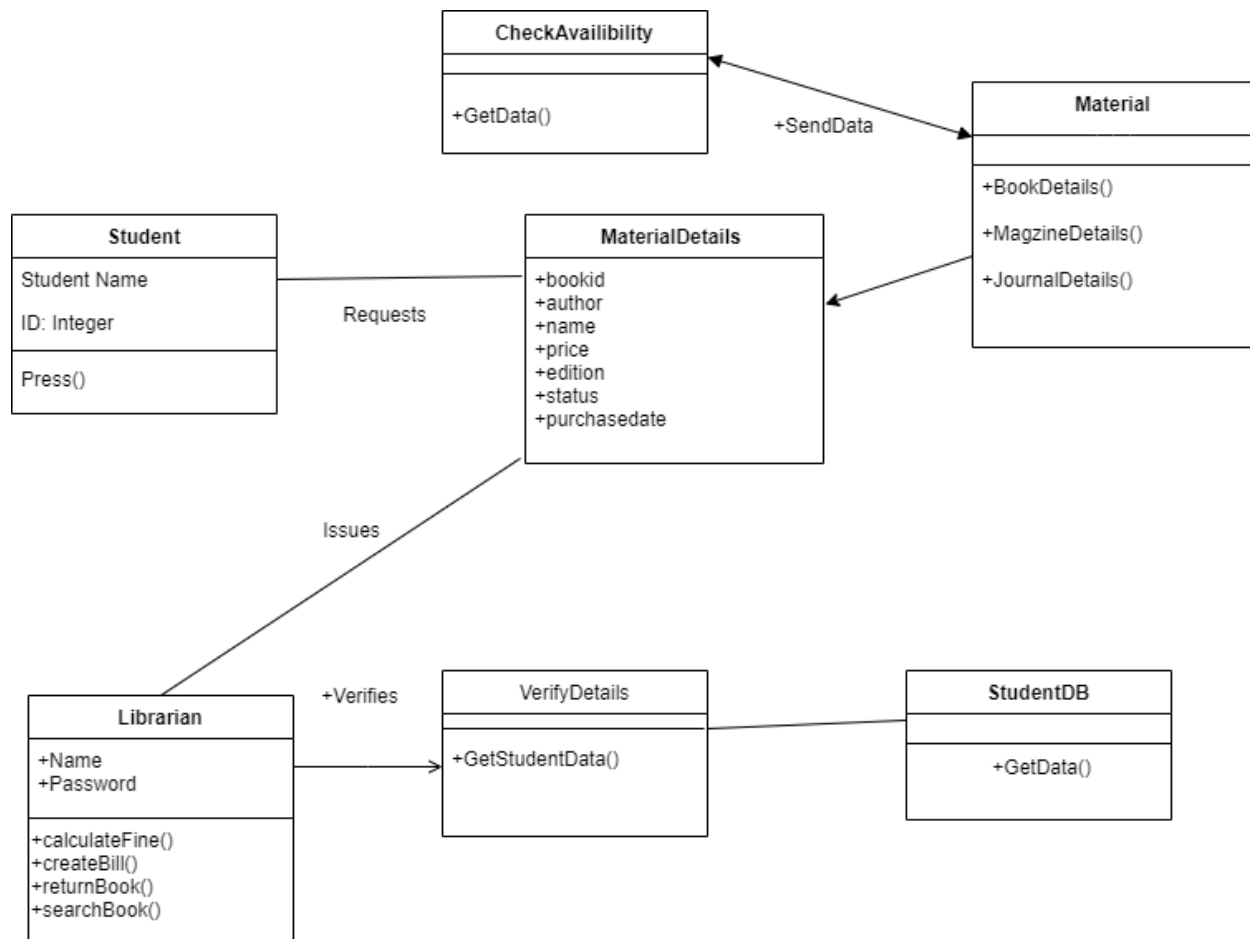 CheckAvailibility
+GetData()
+SendData
Material
+BookDetails()
+MagzineDetails()
+JournalDetails()
Student
Student Name
ID: Integer
Press()
Requests
MaterialDetails
+bookid
+author
+name
+price
+edition
+status
+purchasedate
Issues
Librarian
+Name
+Password
+calculateFine()
+createBill()
+returnBook()
+searchBook()
+Verifies
VerifyDetails
+GetStudentData()
StudentDB
+GetData()